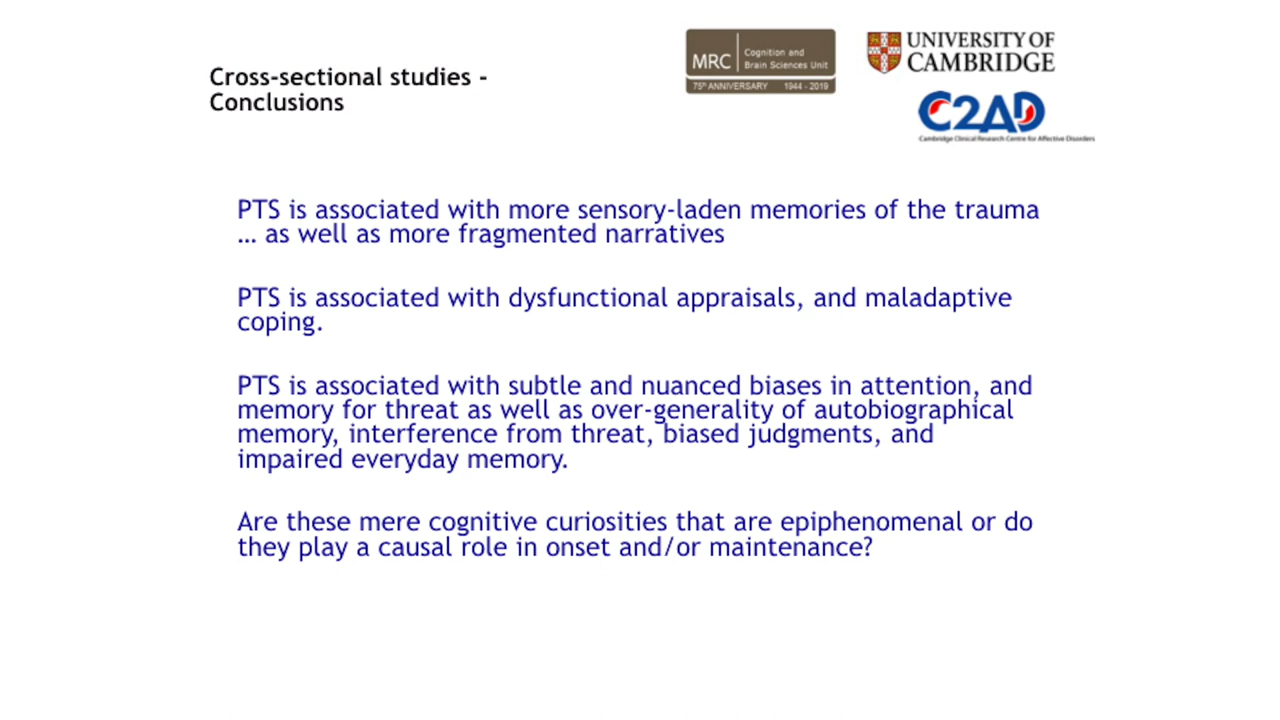 Cross-sectional studies -
Conclusions
MRC
Cognition and
Brain Sciences Unit
75th ANNIVERSARY 1944 - 2019
UNIVERSITY OF
CAMBRIDGE
C2AD
Cambridge Clinical Research Centre for Affective Disorders
PTS is associated with more sensory-laden memories of the trauma
… as well as more fragmented narratives
PTS is associated with dysfunctional appraisals, and maladaptive
coping.
PTS is associated with subtle and nuanced biases in attention, and
memory for threat as well as over-generality of autobiographical
memory, interference from threat, biased judgments, and
impaired everyday memory.
Are these mere cognitive curiosities that are epiphenomenal or do
they play a causal role in onset and/or maintenance?